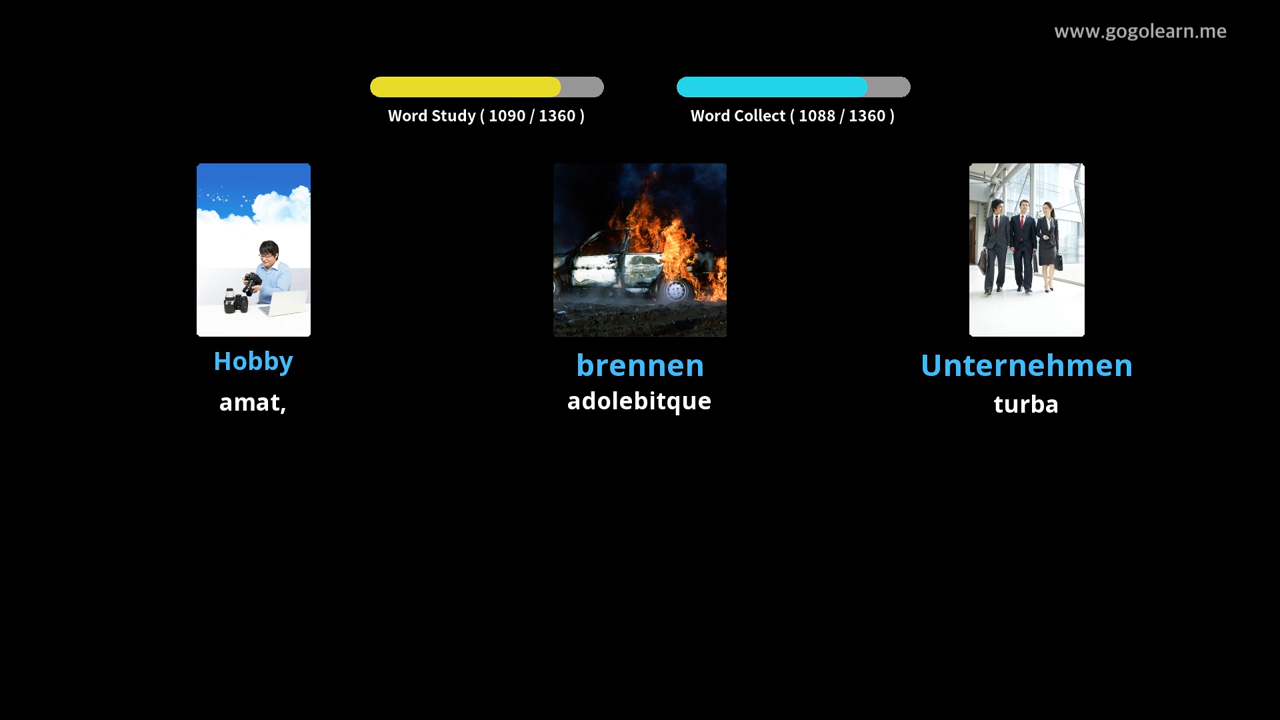 www.gogolearn.me
Word Study ( 1090 / 1360 )
Word Collect ( 1088 / 1360 )
Hobby
amat,
brennen
adolebitque
Unternehmen
turba